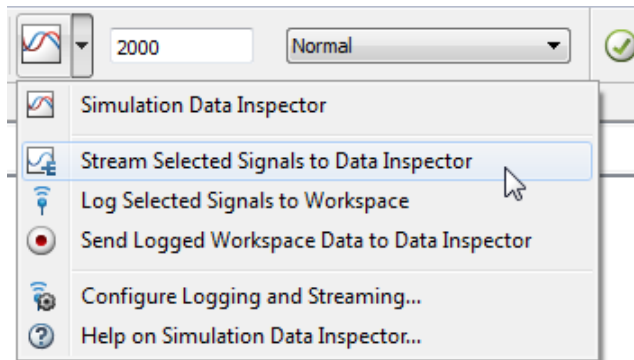 2000
Normal
Simulation Data Inspector
Stream Selected Signals to Data Inspector
Log Selected Signals to Workspace
Send Logged Workspace Data to Data Inspector
Configure Logging and Streaming...
Help on Simulation Data Inspector...